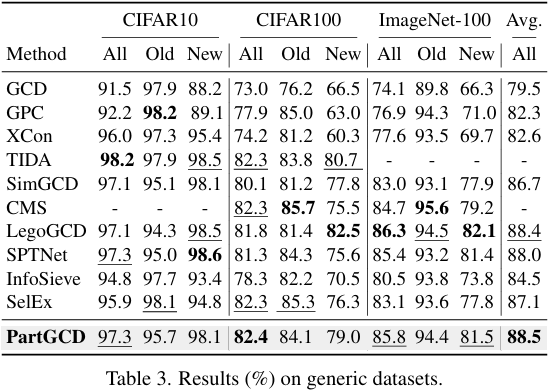 CIFAR10 CIFAR100 ImageNet-100 Avg.
Method All Old New All Old New All Old New All
GCD 91.5 97.9 88.2 73.0 76.2 66.5 74.1 89.8 66.3 79.5
GPC 92.2 98.2 89.1 77.9 85.0 63.0 76.9 94.3 71.0 82.3
XCon 96.0 97.3 95.4 74.2 81.2 60.3 77.6 93.5 69.7 82.6
TIDA 98.2 97.9 98.5 82.3 83.8 80.7 - - - -
SimGCD 97.1 95.1 98.1 80.1 81.2 77.8 83.0 93.1 77.9 86.7
CMS - - - 82.3 85.7 75.5 84.7 95.6 79.2 -
LegoGCD 97.1 94.3 98.5 81.8 81.4 82.5 86.3 94.5 82.1 88.4
SPTNet 97.3 95.0 98.6 81.3 84.3 75.6 85.4 93.2 81.4 88.0
InfoSieve 94.8 97.7 93.4 78.3 82.2 70.5 80.5 93.8 73.8 84.5
SelEx 95.9 98.1 94.8 82.3 85.3 76.3 83.1 93.6 77.8 87.1
PartGCD 97.3 95.7 98.1 82.4 84.1 79.0 85.8 94.4 81.5 88.5
Table 3. Results (%) on generic datasets.